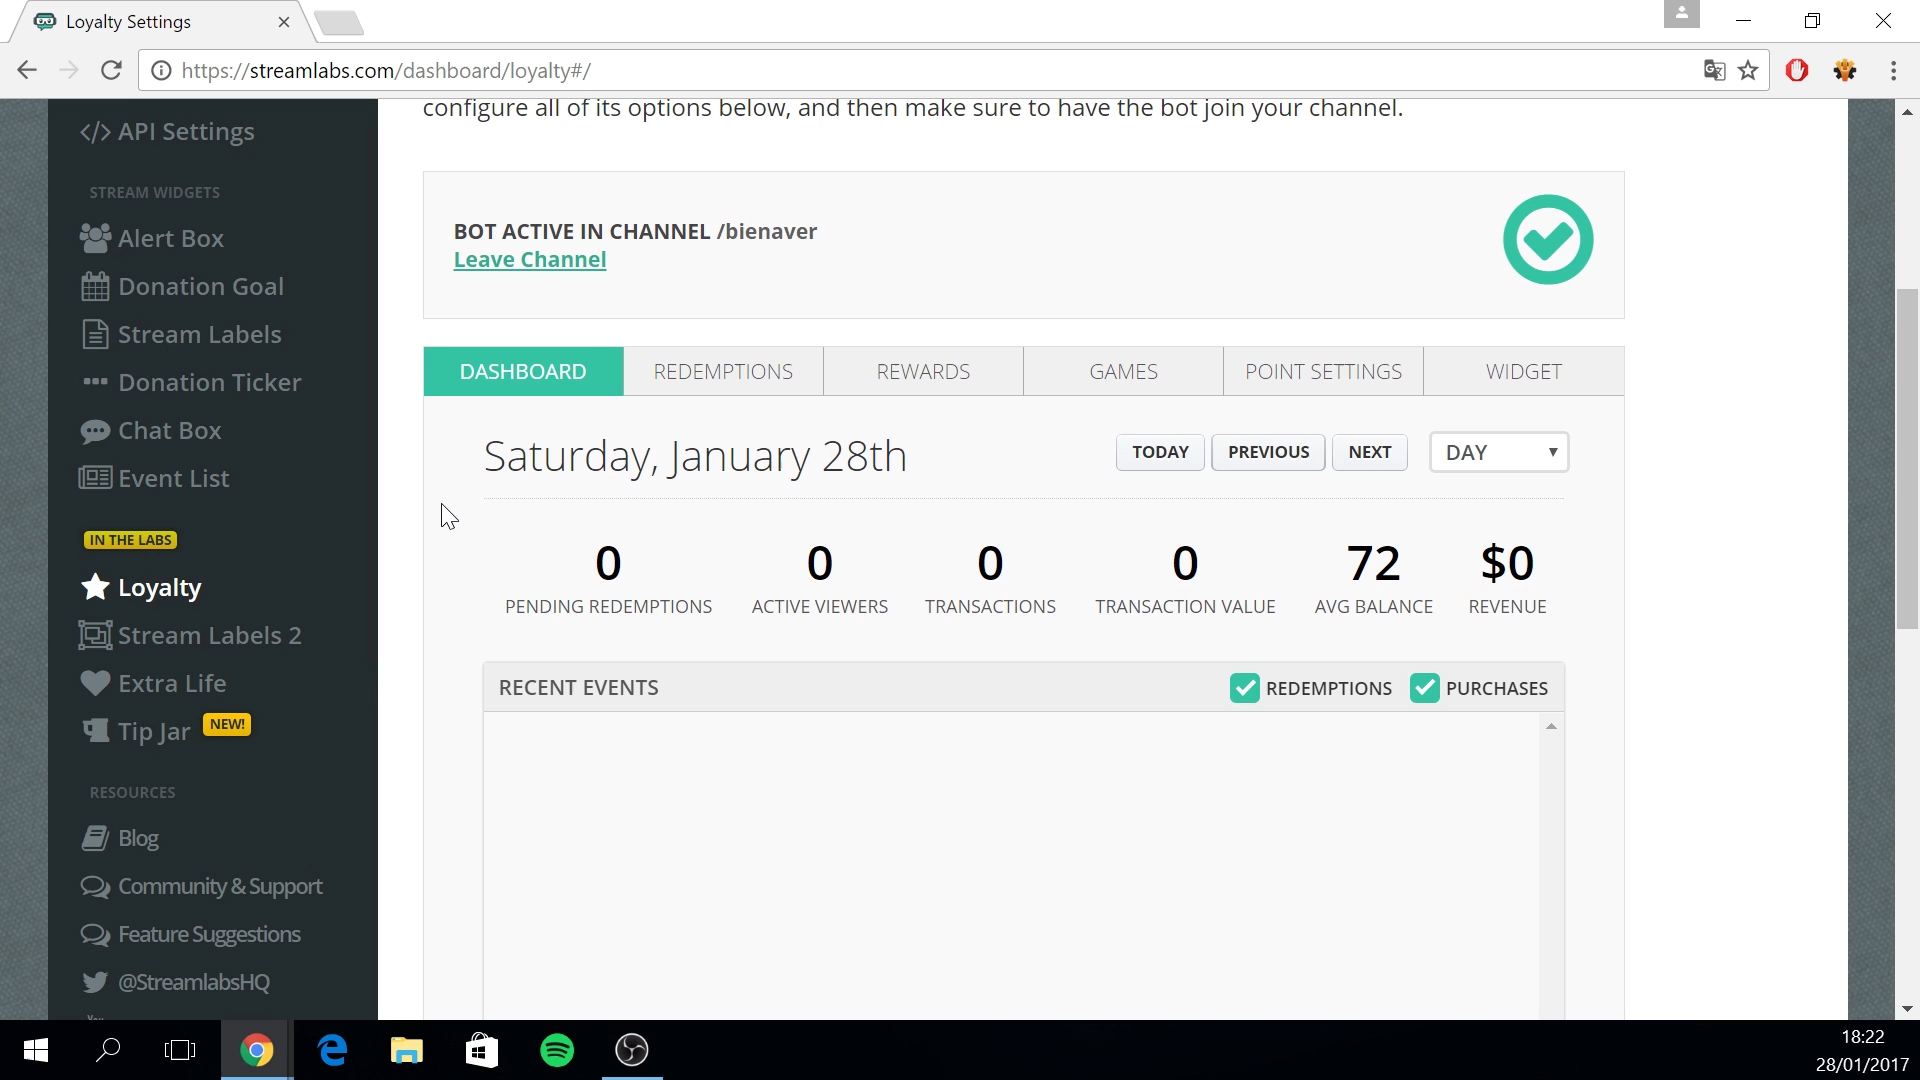 Loyalty Settings
https://streamlabs.com/dashboard/loyalty#/
API Settings
STREAM WIDGETS
Alert Box
Donation Goal
Stream Labels
Donation Ticker
Chat Box
Event List
IN THE LABS
Loyalty
Stream Labels 2
Extra Life
Tip Jar NEW!
RESOURCES
Blog
Community & Support
Feature Suggestions
@StreamlabsHQ
configure all of its options below, and then make sure to have the bot join your channel.
BOT ACTIVE IN CHANNEL /bienaver
Leave Channel
DASHBOARD REDEMPTIONS REWARDS GAMES POINT SETTINGS WIDGET
Saturday, January 28th TODAY PREVIOUS NEXT DAY
0 0 0 0 72 $0
PENDING REDEMPTIONS ACTIVE VIEWERS TRANSACTIONS TRANSACTION VALUE AVG BALANCE REVENUE
RECENT EVENTS REDEMPTIONS PURCHASES
18:22
28/01/2017